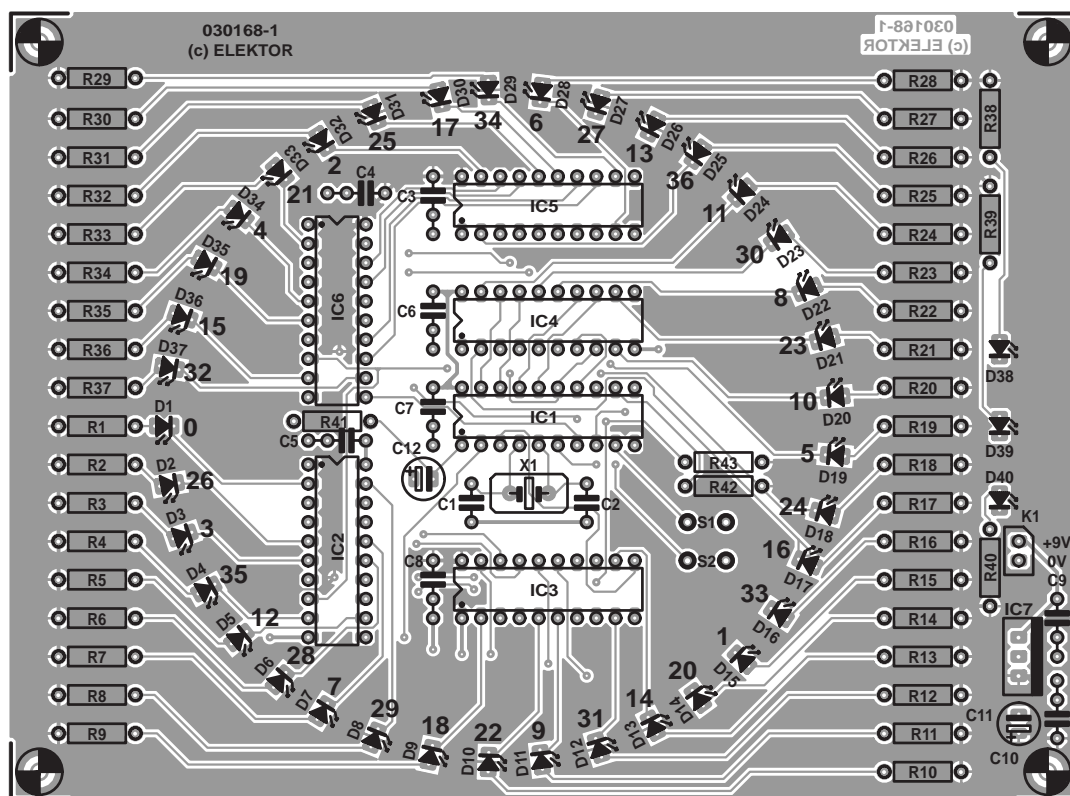 030168-1
(c) ELEKTOR
030168-1
(c) ELEKTOR
R29
R30
R31
R32
R33
R34
R35
R36
R37
R1
R2
R3
R4
R5
R6
R7
R8
R9
D29
D30
D31
D32
D33
D34
D35
D36
D37
D1
D2
D3
D4
D5
D6
D7
D8
D9
D10
D11
D12
D13
D14
D15
D16
D17
D18
D19
D20
D21
D22
D23
D24
D25
D26
D27
D28
34
17
25
2
21
4
19
15
32
0
26
3
35
12
28
7
29
18
22
9
31
14
20
1
33
16
24
5
10
23
8
30
11
36
13
27
6
C4
C3
IC5
IC6
C6
IC4
C7
IC1
R41
C5
C12
+
X1
C1
C2
IC2
C8
IC3
R43
R42
S1
S2
R28
R27
R26
R25
R24
R23
R22
R21
R20
R19
R18
R17
R16
R15
R14
R13
R12
R11
R10
R38
R39
D38
D39
D40
R40
K1
+9V
0V
C9
IC7
C11
+
C10